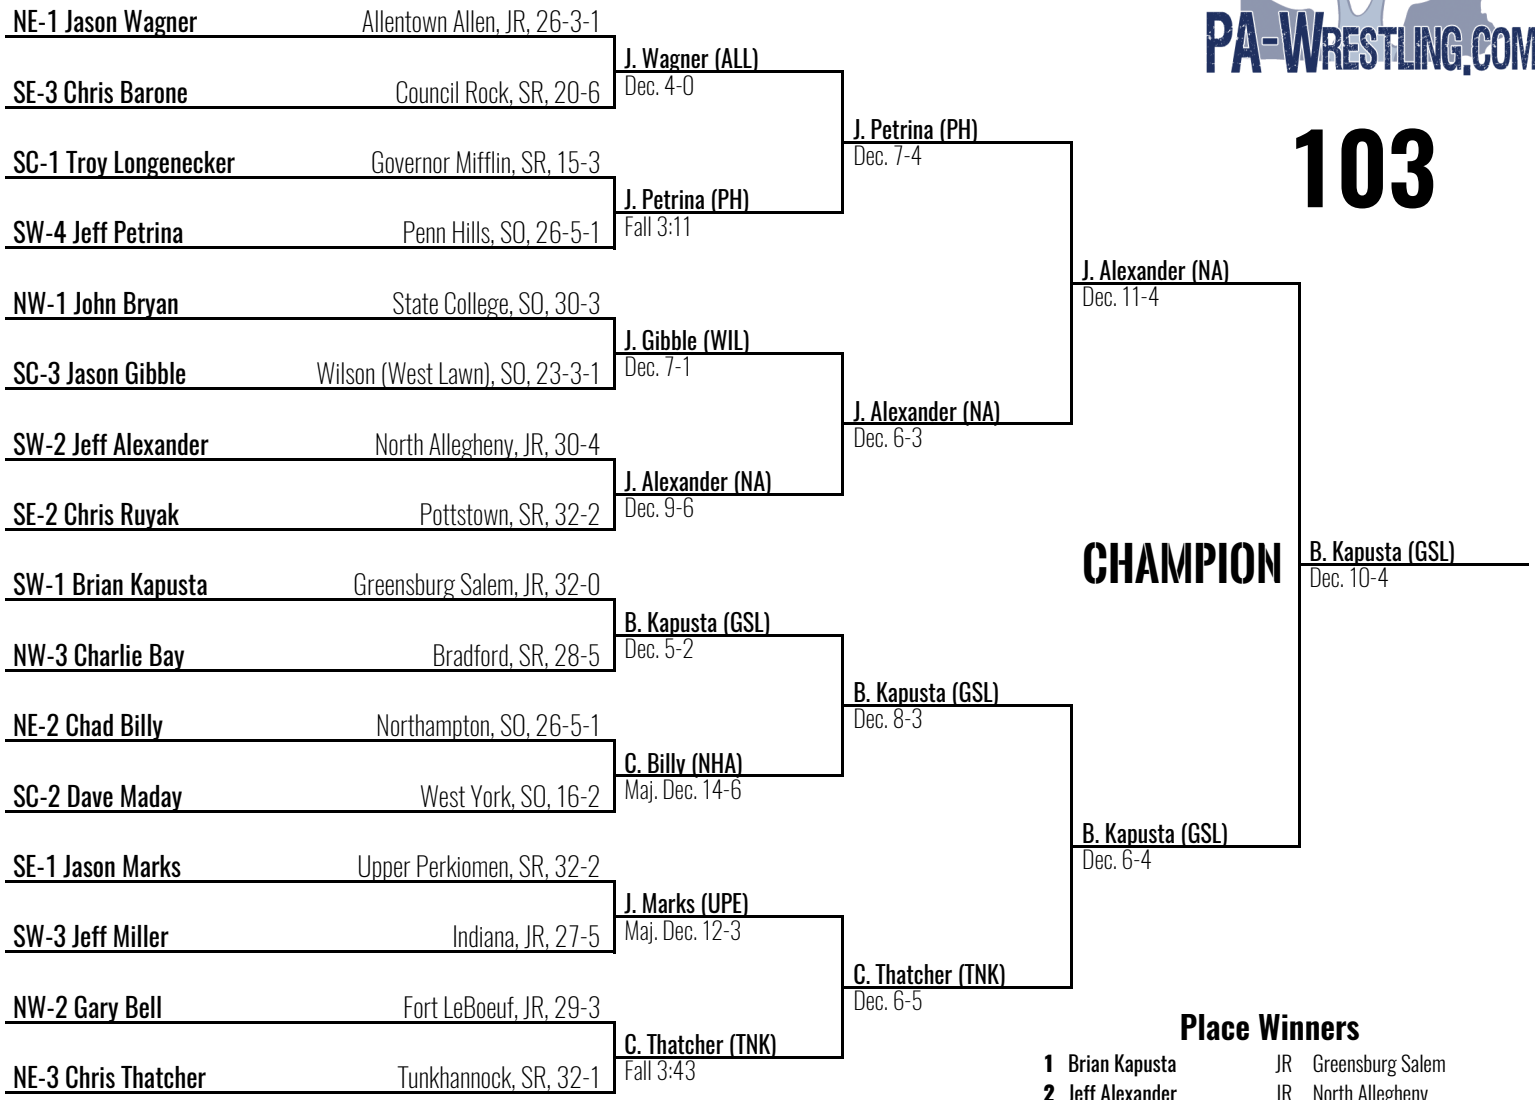 PA-WRESTLING.COM
103
NE-1 Jason Wagner Allentown Allen, JR, 26-3-1
SE-3 Chris Barone Council Rock, SR, 20-6
SC-1 Troy Longenecker Governor Mifflin, SR, 15-3
SW-4 Jeff Petrina Penn Hills, SO, 26-5-1
NW-1 John Bryan State College, SO, 30-3
SC-3 Jason Gibble Wilson (West Lawn), SO, 23-3-1
SW-2 Jeff Alexander North Allegheny, JR, 30-4
SE-2 Chris Ruyak Pottstown, SR, 32-2
SW-1 Brian Kapusta Greensburg Salem, JR, 32-0
NW-3 Charlie Bay Bradford, SR, 28-5
NE-2 Chad Billy Northampton, SO, 26-5-1
SC-2 Dave Maday West York, SO, 16-2
SE-1 Jason Marks Upper Perkiomen, SR, 32-2
SW-3 Jeff Miller Indiana, JR, 27-5
NW-2 Gary Bell Fort LeBoeuf, JR, 29-3
NE-3 Chris Thatcher Tunkhannock, SR, 32-1
J. Wagner (ALL)
Dec. 4-0
J. Petrina (PH)
Fall 3:11
J. Gibble (WIL)
Dec. 7-1
J. Alexander (NA)
Dec. 9-6
B. Kapusta (GSL)
Dec. 5-2
C. Billy (NHA)
Maj. Dec. 14-6
J. Marks (UPE)
Maj. Dec. 12-3
C. Thatcher (TNK)
Fall 3:43
J. Petrina (PH)
Dec. 7-4
J. Alexander (NA)
Dec. 6-3
B. Kapusta (GSL)
Dec. 8-3
C. Thatcher (TNK)
Dec. 6-5
J. Alexander (NA)
Dec. 11-4
B. Kapusta (GSL)
Dec. 6-4
CHAMPION
B. Kapusta (GSL)
Dec. 10-4
Place Winners
1 Brian Kapusta JR Greensburg Salem
2 Jeff Alexander JR North Allegheny